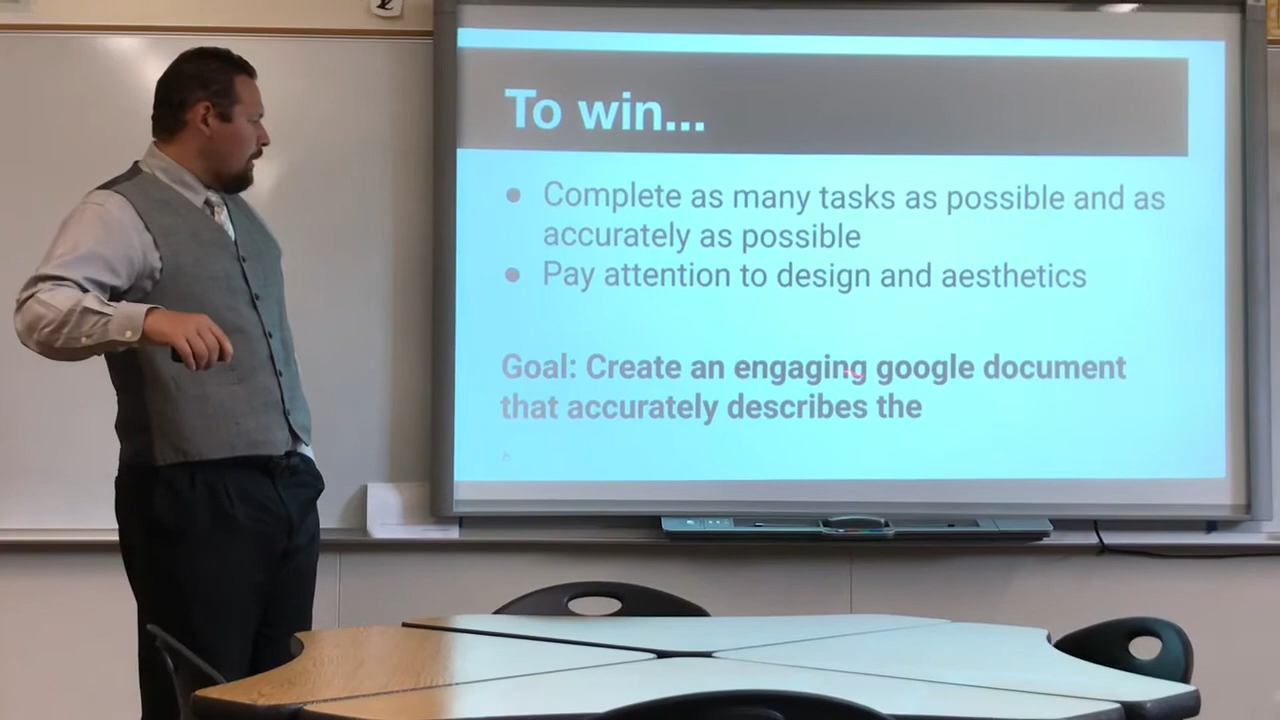 To win...
● Complete as many tasks as possible and as
accurately as possible
● Pay attention to design and aesthetics
Goal: Create an engaging google document
that accurately describes the